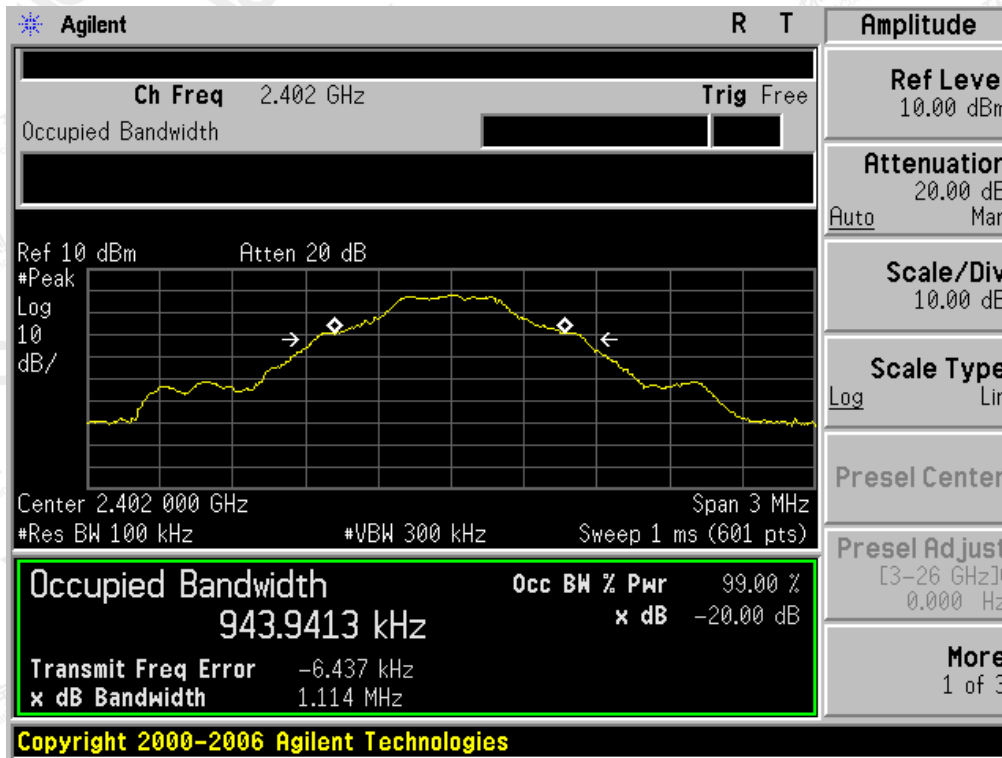 Agilent R T
Ch Freq 2.402 GHz Trig Free
Occupied Bandwidth
Ref 10 dBm Atten 20 dB
#Peak
Log
10
dB/
Center 2.402 000 GHz Span 3 MHz
#Res BW 100 kHz #VBW 300 kHz Sweep 1 ms (601 pts)
Occupied Bandwidth Occ BW % Pwr 99.00 %
943.9413 kHz x dB -20.00 dB
Transmit Freq Error -6.437 kHz
x dB Bandwidth 1.114 MHz
Copyright 2000-2006 Agilent Technologies
Amplitude
Ref Leve
10.00 dBm
Attenuation
20.00 dB
Auto Man
Scale/Div
10.00 dB
Scale Type
Log Lin
Presel Center
Presel Adjust
[3-26 GHz]
0.000 Hz
More
1 of 3